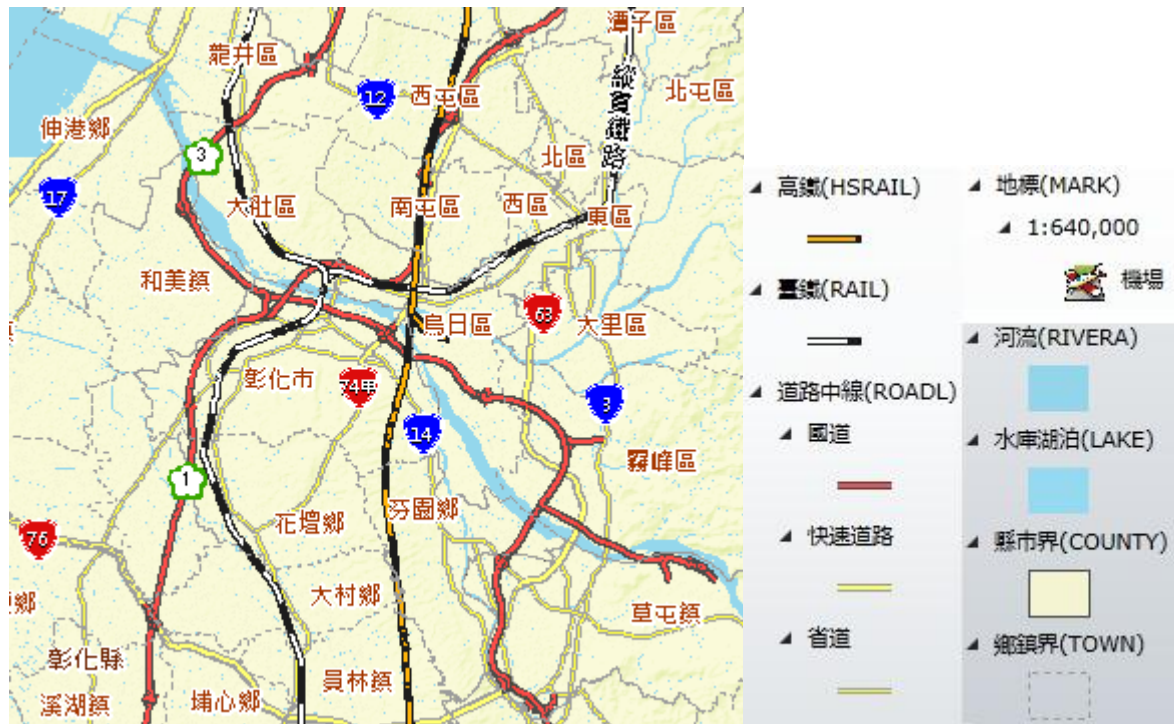 潭子區
龍井區
12
西屯區
北屯區
伸港鄉
臺鐵舊路
3
北區
17
大肚區
南屯區
西區
東區
和美鎮
63
烏日區
大里區
彰化市
74甲
3
14
霧峰區
1
花壇鄉
芬園鄉
76
大村鄉
草屯鎮
鄉
彰化縣
員林鎮
溪湖鎮
埔心鄉
高鐵(HSRAIL)
臺鐵(RAIL)
道路中線(ROADL)
國道
快速道路
省道
地標(MARK)
1:640,000
機場
河流(RIVERA)
水庫湖泊(LAKE)
縣市界(COUNTY)
鄉鎮界(TOWN)